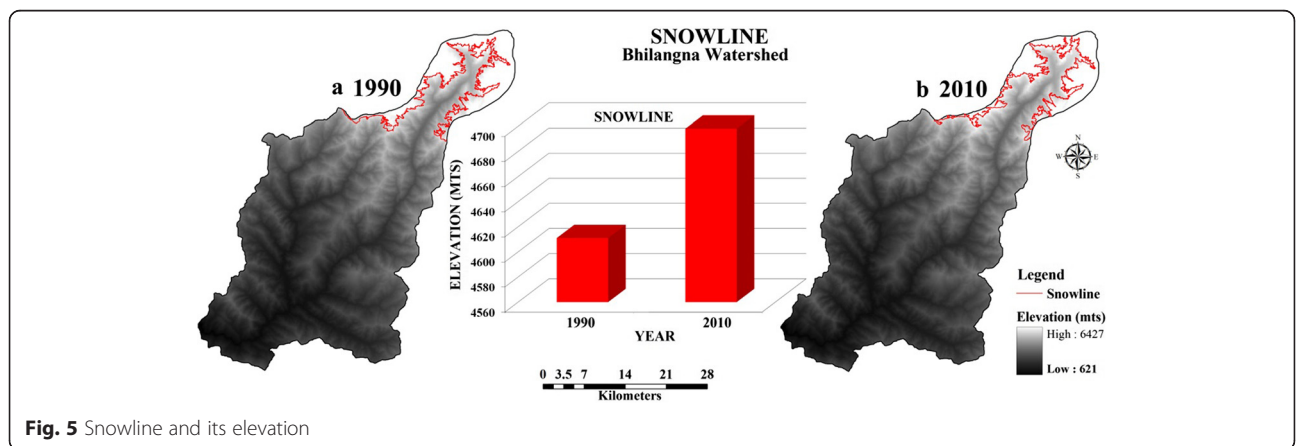 SNOWLINE
Bhilangna Watershed
a 1990
b 2010
SNOWLINE
ELEVATION (MTS)
4700
4680
4660
4640
4620
4600
4580
4560
1990
2010
YEAR
0 3.5 7 14 21 28
Kilometers
N
W E
S
Legend
Snowline
Elevation (mts)
High : 6427
Low : 621
Fig. 5 Snowline and its elevation